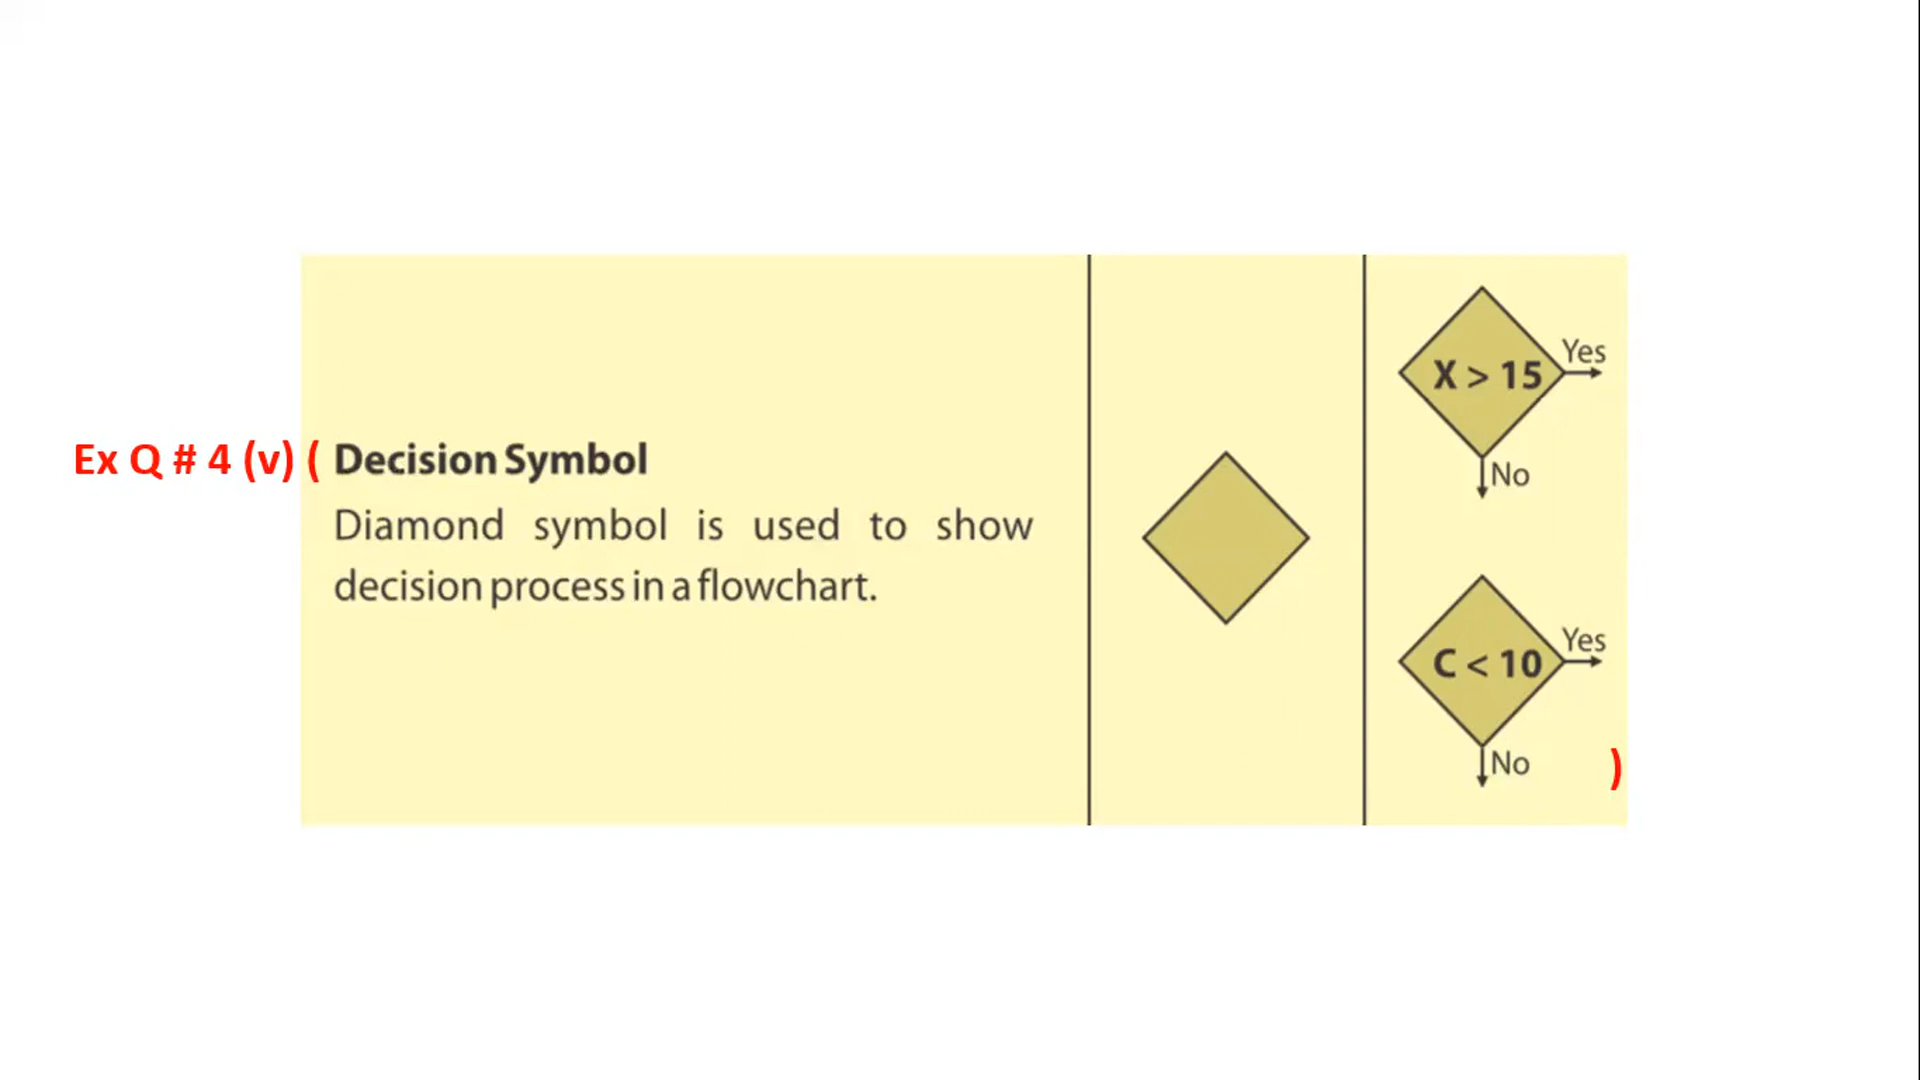 Ex Q # 4 (v) ( Decision Symbol
Diamond symbol is used to show
decision process in a flowchart.
X > 15
Yes
No
C < 10
Yes
No
)